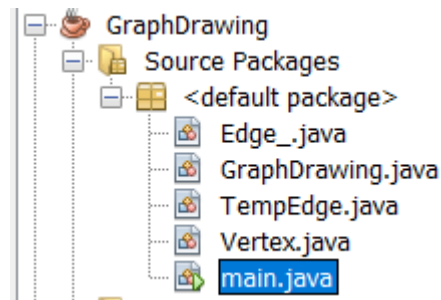 GraphDrawing
Source Packages
<default package>
Edge_.java
GraphDrawing.java
TempEdge.java
Vertex.java
main.java